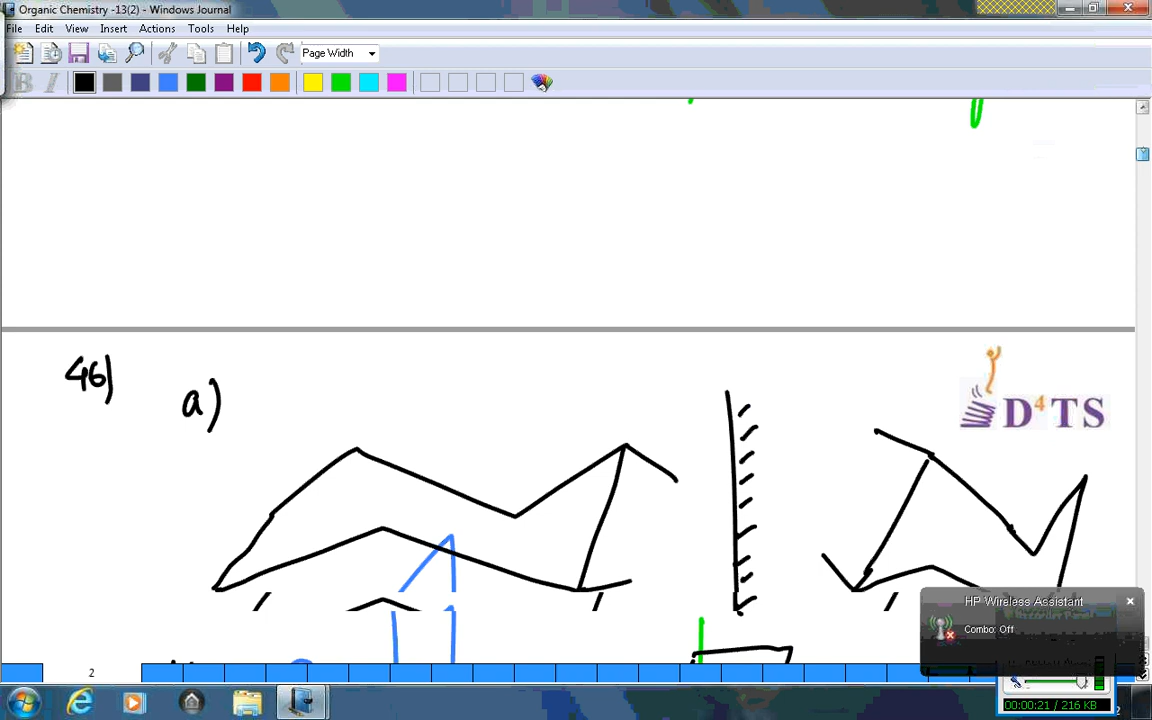 Organic Chemistry -13(2) - Windows Journal
File Edit View Insert Actions Tools Help
Page Width
B I
46)
a)
D4TS
HP Wireless Assistant
Combo: Off
2
00:00:21 / 216 KB